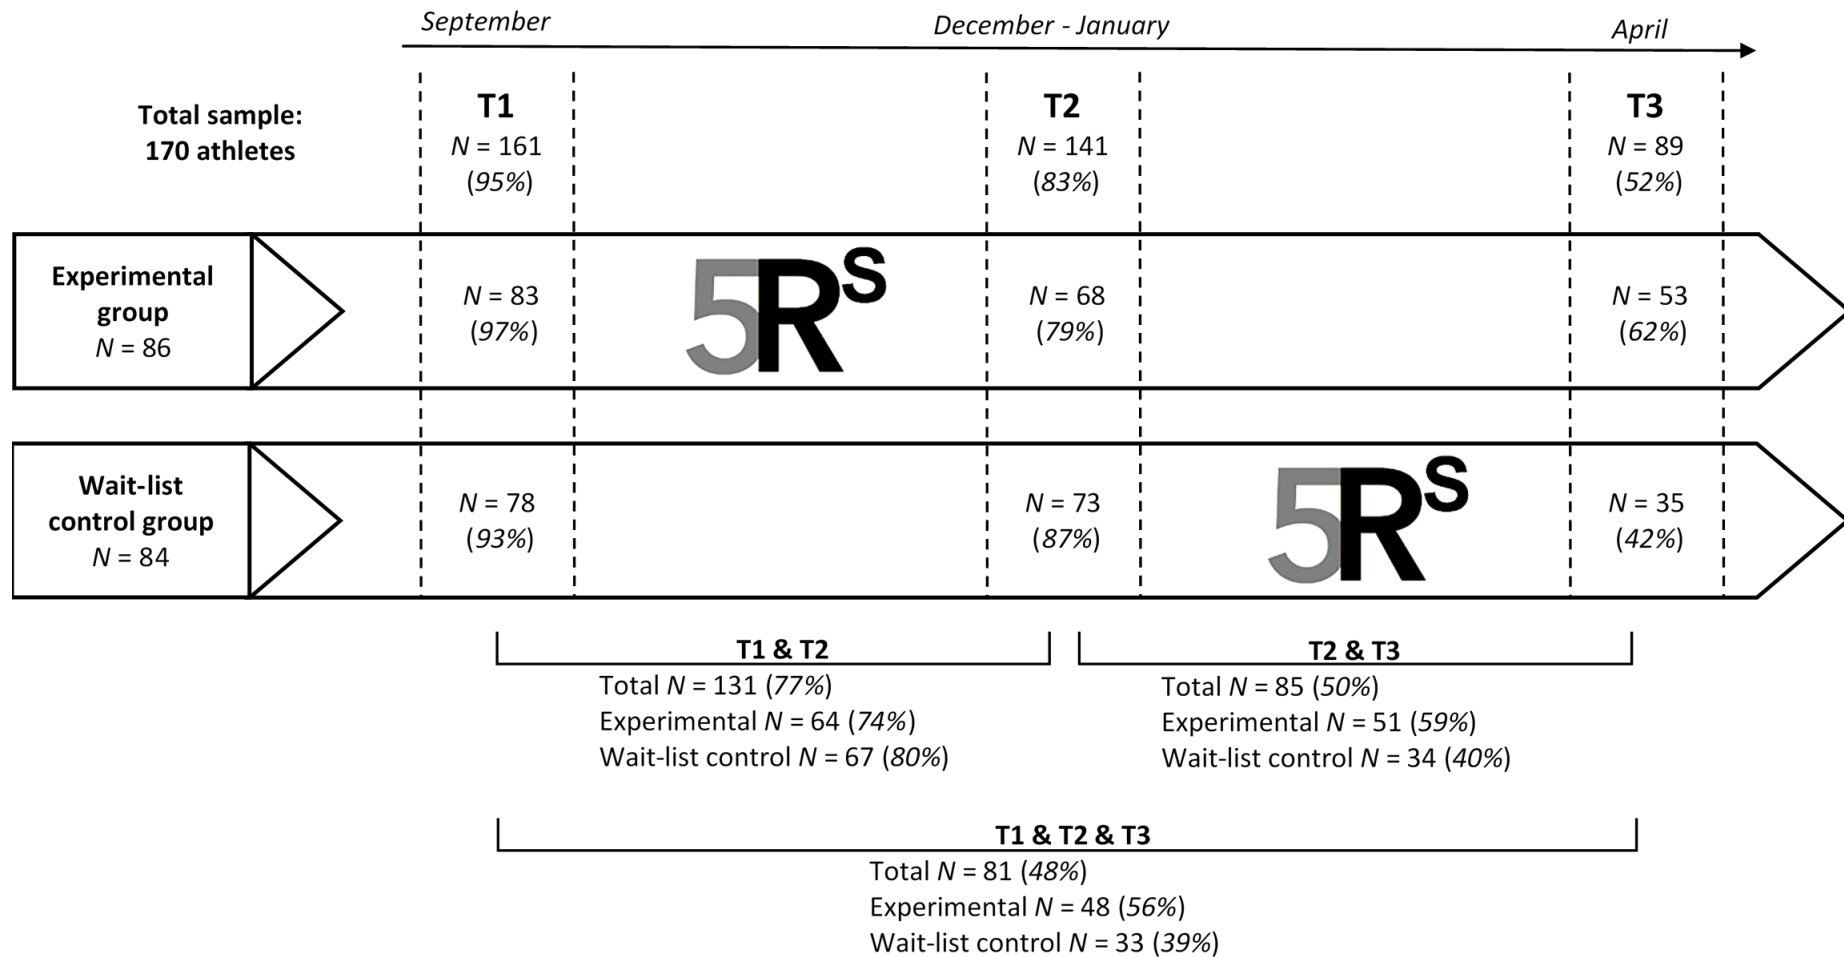 September
December - January
April
Total sample:
170 athletes
T1
N = 161
(95%)
T2
N = 141
(83%)
T3
N = 89
(52%)
Experimental
group
N = 86
N = 83
(97%)
5Rs
N = 68
(79%)
N = 53
(62%)
Wait-list
control group
N = 84
N = 78
(93%)
N = 73
(87%)
5Rs
N = 35
(42%)
T1 & T2
Total N = 131 (77%)
Experimental N = 64 (74%)
Wait-list control N = 67 (80%)
T2 & T3
Total N = 85 (50%)
Experimental N = 51 (59%)
Wait-list control N = 34 (40%)
T1 & T2 & T3
Total N = 81 (48%)
Experimental N = 48 (56%)
Wait-list control N = 33 (39%)